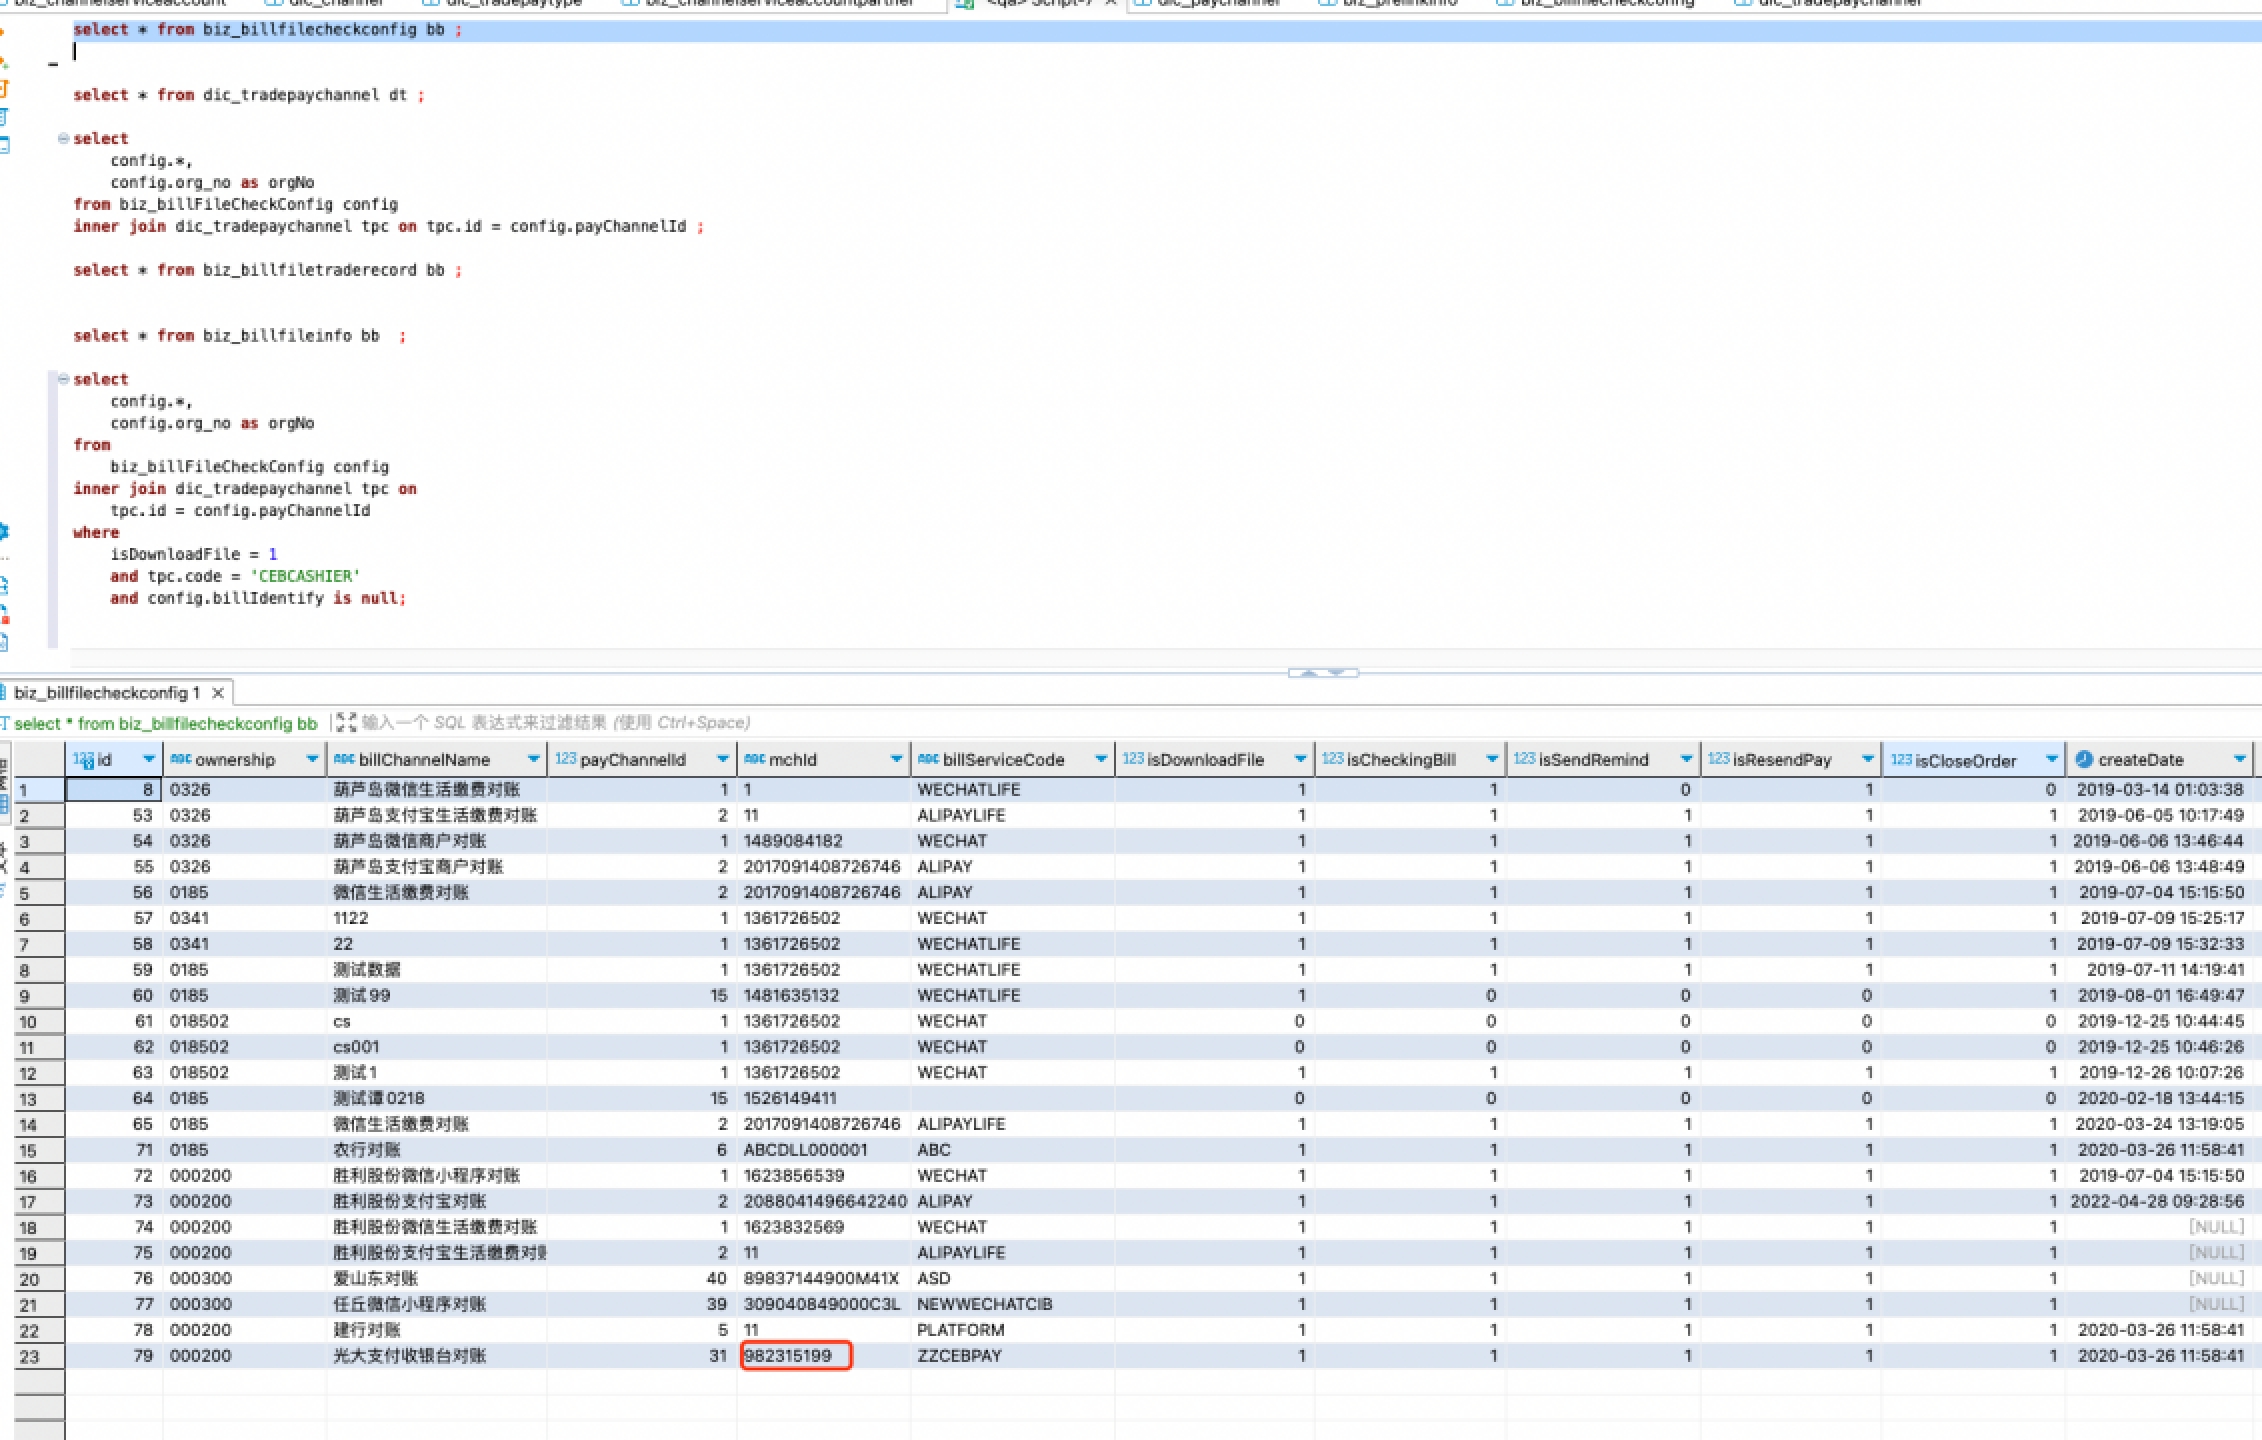 biz_channelserviceaccount dic_channel dic_tradepaytype biz_channelserviceaccountpartner <qa> Script-7 dic_paychannel biz_prelinkinfo biz_billfilecheckconfig dic_tradepaychannel
select * from biz_billfilecheckconfig bb ;
select * from dic_tradepaychannel dt ;
select
config.*,
config.org_no as orgNo
from biz_billFileCheckConfig config
inner join dic_tradepaychannel tpc on tpc.id = config.payChannelId ;
select * from biz_billfiletraderecord bb ;
select * from biz_billfileinfo bb ;
select
config.*,
config.org_no as orgNo
from
biz_billFileCheckConfig config
inner join dic_tradepaychannel tpc on
tpc.id = config.payChannelId
where
isDownloadFile = 1
and tpc.code = 'CEBCASHIER'
and config.billIdentify is null;
biz_billfilecheckconfig 1
select * from biz_billfilecheckconfig bb 输入一个 SQL 表达式来过滤结果 (使用 Ctrl+Space)
123 id ABC ownership ABC billChannelName 123 payChannelId ABC mchId ABC billServiceCode 123 isDownloadFile 123 isCheckingBill 123 isSendRemind 123 isResendPay 123 isCloseOrder createDate
1 8 0326 葫芦岛微信生活缴费对账 1 1 WECHATLIFE 1 1 0 1 0 2019-03-14 01:03:38
2 53 0326 葫芦岛支付宝生活缴费对账 2 11 ALIPAYLIFE 1 1 1 1 1 2019-06-05 10:17:49
3 54 0326 葫芦岛微信商户对账 1 1489084182 WECHAT 1 1 1 1 1 2019-06-06 13:46:44
4 55 0326 葫芦岛支付宝商户对账 2 2017091408726746 ALIPAY 1 1 1 1 1 2019-06-06 13:48:49
5 56 0185 微信生活缴费对账 2 2017091408726746 ALIPAY 1 1 1 1 1 2019-07-04 15:15:50
6 57 0341 1122 1 1361726502 WECHAT 1 1 1 1 1 2019-07-09 15:25:17
7 58 0341 22 1 1361726502 WECHATLIFE 1 1 1 1 1 2019-07-09 15:32:33
8 59 0185 测试数据 1 1361726502 WECHATLIFE 1 1 1 1 1 2019-07-11 14:19:41
9 60 0185 测试99 15 1481635132 WECHATLIFE 1 0 0 0 1 2019-08-01 16:49:47
10 61 018502 cs 1 1361726502 WECHAT 0 0 0 0 0 2019-12-25 10:44:45
11 62 018502 cs001 1 1361726502 WECHAT 0 0 0 0 0 2019-12-25 10:46:26
12 63 018502 测试1 1 1361726502 WECHAT 1 1 1 1 1 2019-12-26 10:07:26
13 64 0185 测试谭0218 15 1526149411 0 0 0 0 0 2020-02-18 13:44:15
14 65 0185 微信生活缴费对账 2 2017091408726746 ALIPAYLIFE 1 1 1 1 1 2020-03-24 13:19:05
15 71 0185 农行对账 6 ABCDLL000001 ABC 1 1 1 1 1 2020-03-26 11:58:41
16 72 000200 胜利股份微信小程序对账 1 1623856539 WECHAT 1 1 1 1 1 2019-07-04 15:15:50
17 73 000200 胜利股份支付宝对账 2 2088041496642240 ALIPAY 1 1 1 1 1 2022-04-28 09:28:56
18 74 000200 胜利股份微信生活缴费对账 1 1623832569 WECHAT 1 1 1 1 1 [NULL]
19 75 000200 胜利股份支付宝生活缴费对账 2 11 ALIPAYLIFE 1 1 1 1 1 [NULL]
20 76 000300 爱山东对账 40 89837144900M41X ASD 1 1 1 1 1 [NULL]
21 77 000300 任丘微信小程序对账 39 309040849000C3L NEWWECHATCIB 1 1 1 1 1 [NULL]
22 78 000200 建行对账 5 11 PLATFORM 1 1 1 1 1 2020-03-26 11:58:41
23 79 000200 光大支付收银台对账 31 982315199 ZZCEBPAY 1 1 1 1 1 2020-03-26 11:58:41